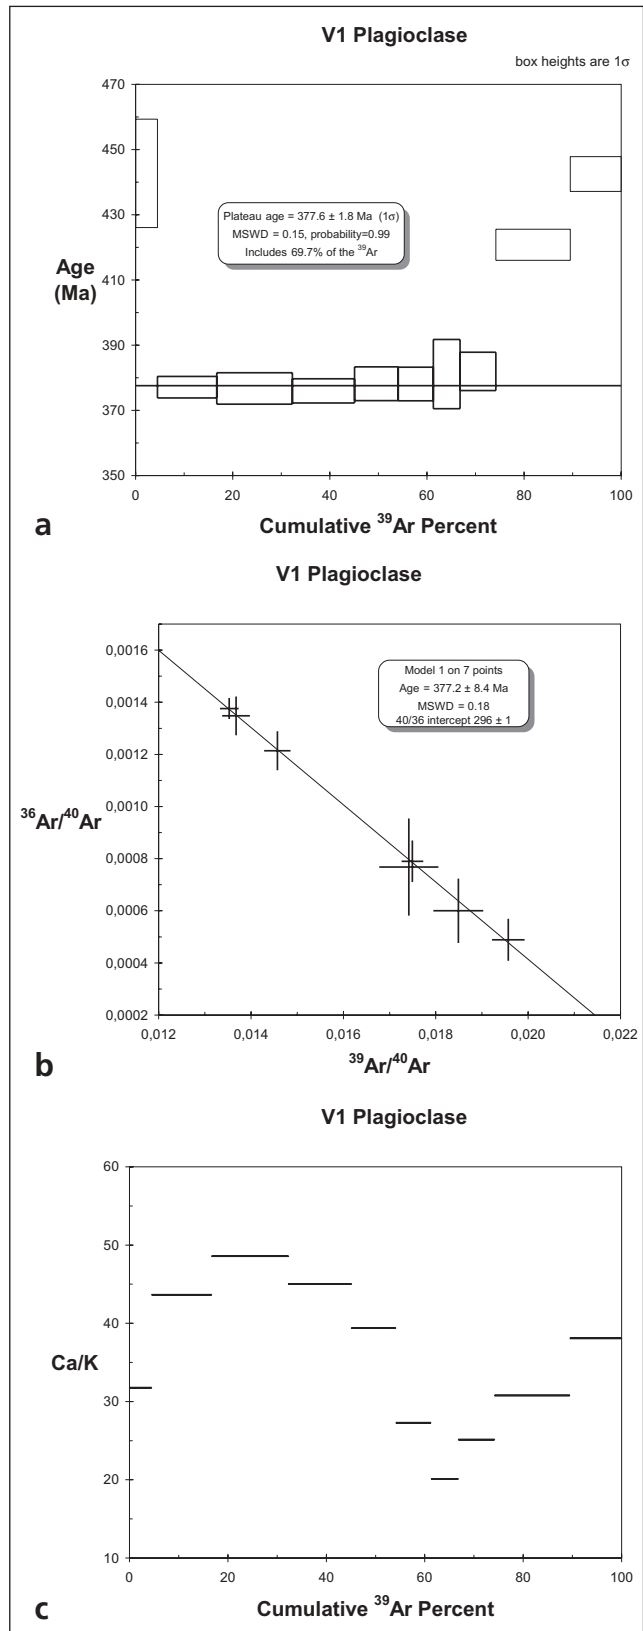 V1 Plagioclase
box heights are 1σ
470
450
430
410
390
370
350
Age
(Ma)
Plateau age = 377.6 ± 1.8 Ma (1σ)
MSWD = 0.15, probability=0.99
Includes 69.7% of the ³⁹Ar
0 20 40 60 80 100
Cumulative ³⁹Ar Percent
a
V1 Plagioclase
0,0016
0,0014
0,0012
0,0010
0,0008
0,0006
0,0004
0,0002
³⁶Ar/⁴⁰Ar
Model 1 on 7 points
Age = 377.2 ± 8.4 Ma
MSWD = 0.18
40/36 intercept 296 ± 1
0,012 0,014 0,016 0,018 0,020 0,022
³⁹Ar/⁴⁰Ar
b
V1 Plagioclase
60
50
40
30
20
10
Ca/K
0 20 40 60 80 100
Cumulative ³⁹Ar Percent
c